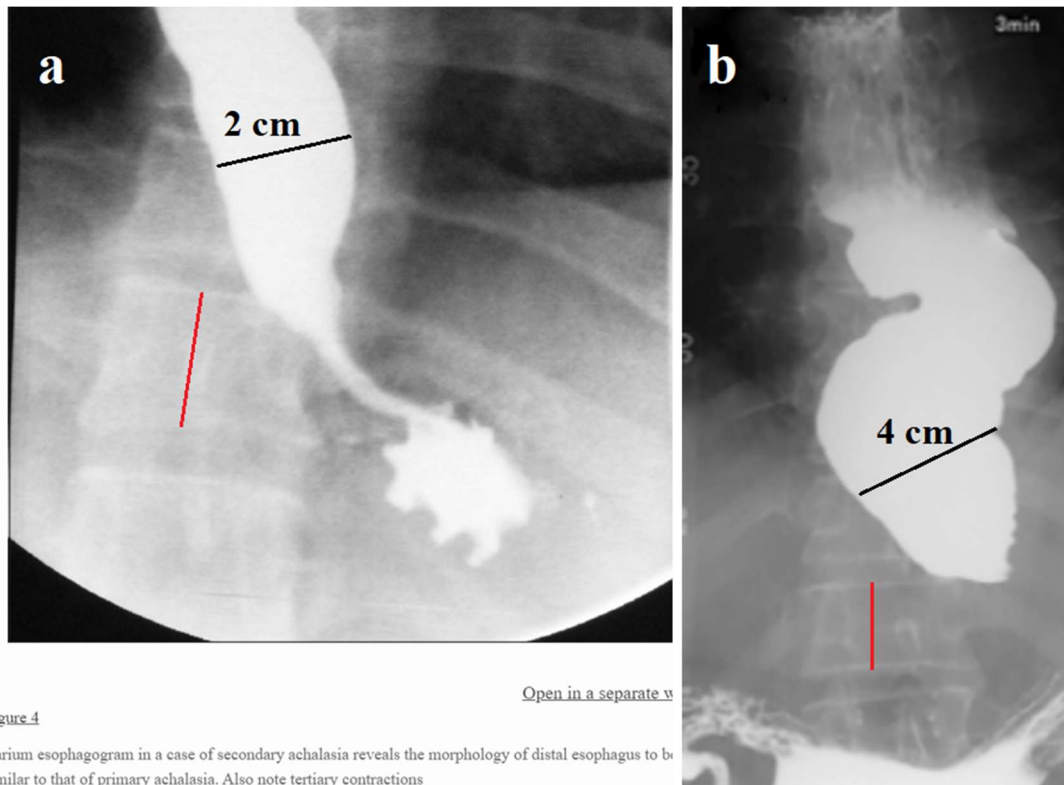 a
2 cm
b
3min
4 cm
Open in a separate
gure 4
arium esophagogram in a case of secondary achalasia reveals the morphology of distal esophagus to b
milar to that of primary achalasia. Also note tertiary contractions